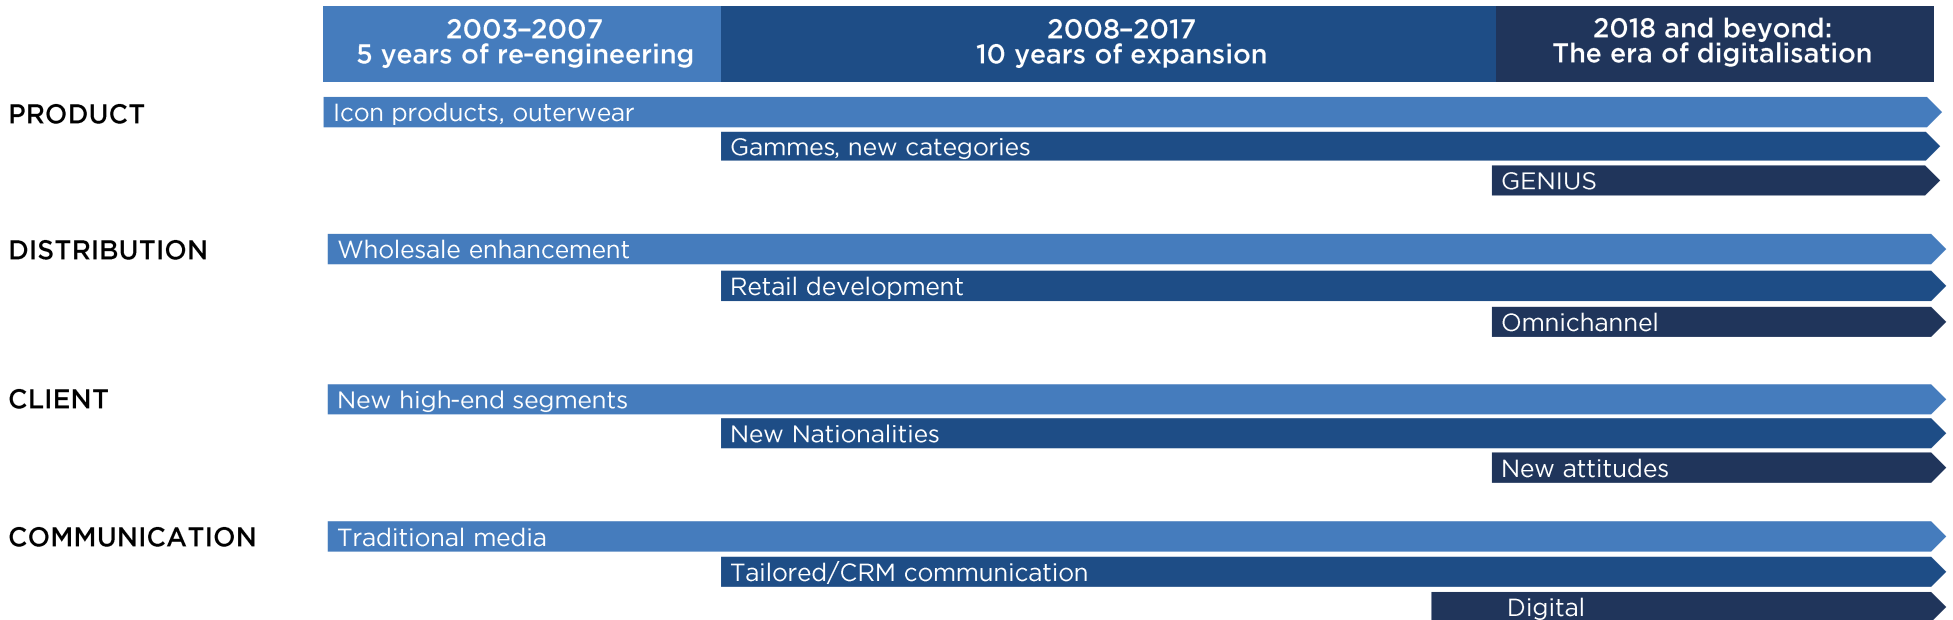 2003–2007
5 years of re-engineering
2008–2017
10 years of expansion
2018 and beyond:
The era of digitalisation
PRODUCT
Icon products, outerwear
Gammes, new categories
GENIUS
DISTRIBUTION
Wholesale enhancement
Retail development
Omnichannel
CLIENT
New high-end segments
New Nationalities
New attitudes
COMMUNICATION
Traditional media
Tailored/CRM communication
Digital